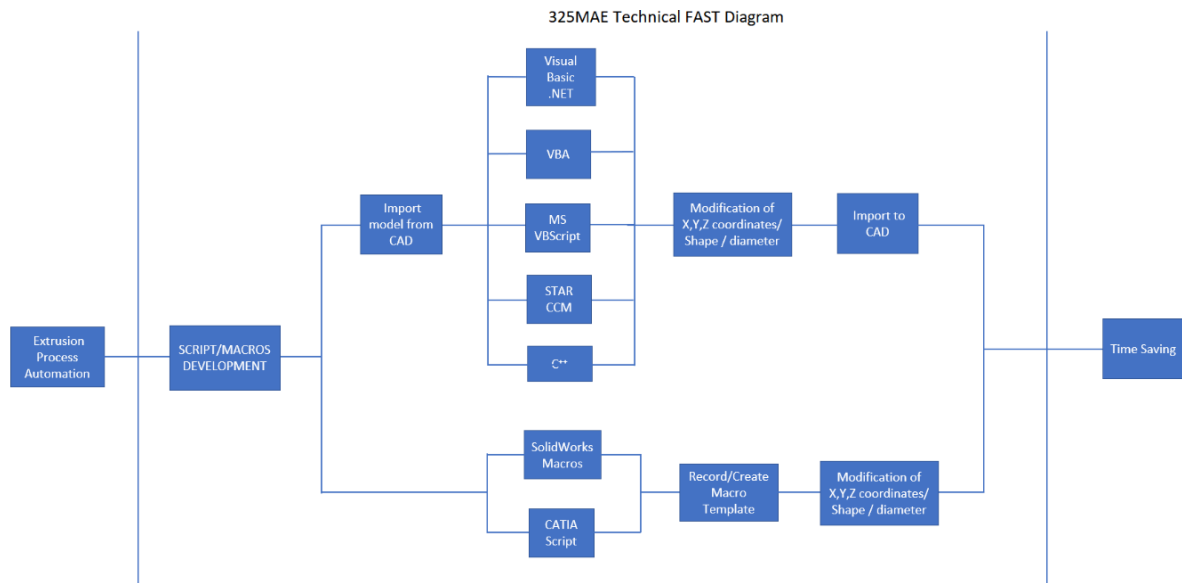 325MAE Technical FAST Diagram
Visual
Basic
.NET
VBA
Import
model from
CAD
MS
VBScript
Modification of
X,Y,Z coordinates/
Shape / diameter
Import to
CAD
STAR
CCM
Extrusion
Process
Automation
SCRIPT/MACROS
DEVELOPMENT
C++
Time Saving
SolidWorks
Macros
Record/Create
Macro
Template
Modification of
X,Y,Z coordinates/
Shape / diameter
CATIA
Script